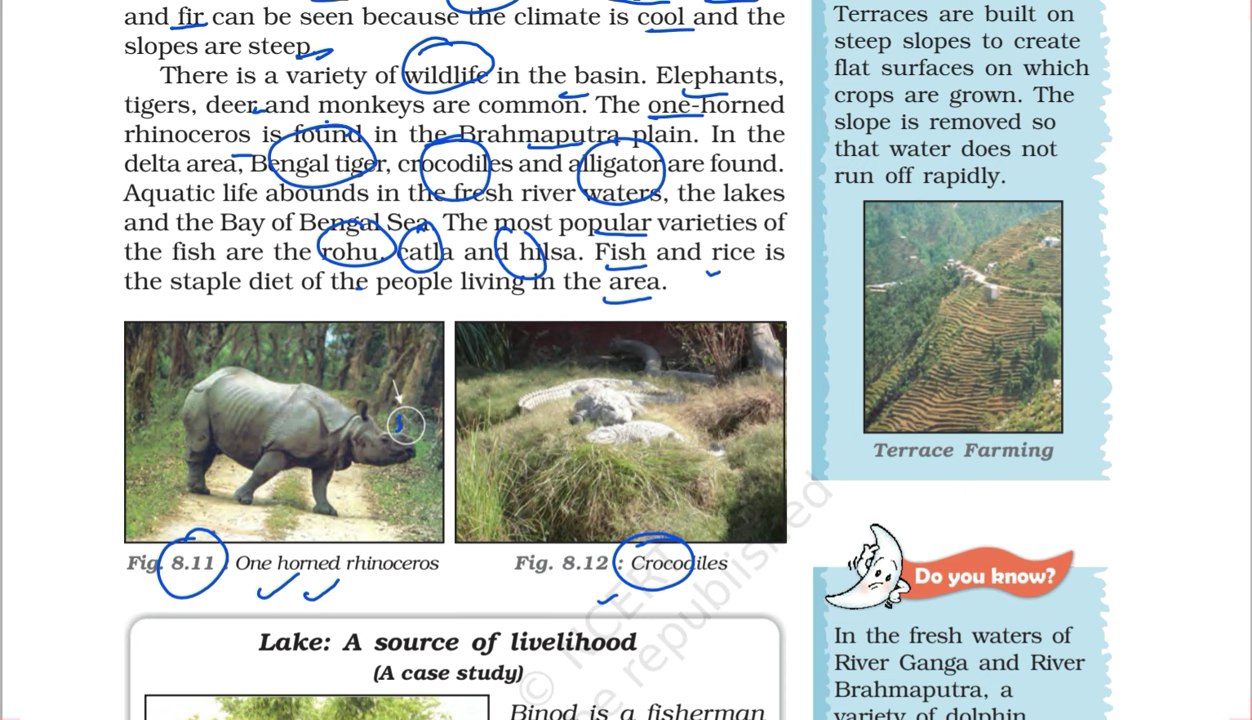 and fir can be seen because the climate is cool and the
slopes are steep.
There is a variety of wildlife in the basin. Elephants,
tigers, deer and monkeys are common. The one-horned
rhinoceros is found in the Brahmaputra plain. In the
delta area, Bengal tiger, crocodiles and alligator are found.
Aquatic life abounds in the fresh river waters, the lakes
and the Bay of Bengal Sea. The most popular varieties of
the fish are the rohu, catla and hilsa. Fish and rice is
the staple diet of the people living in the area.
Fig. 8.11 : One horned rhinoceros
Fig. 8.12 : Crocodiles
Lake: A source of livelihood
(A case study)
Binod is a fisherman
Terraces are built on
steep slopes to create
flat surfaces on which
crops are grown. The
slope is removed so
that water does not
run off rapidly.
Terrace Farming
Do you know?
In the fresh waters of
River Ganga and River
Brahmaputra, a
variety of dolphin
© NCERT
be republished